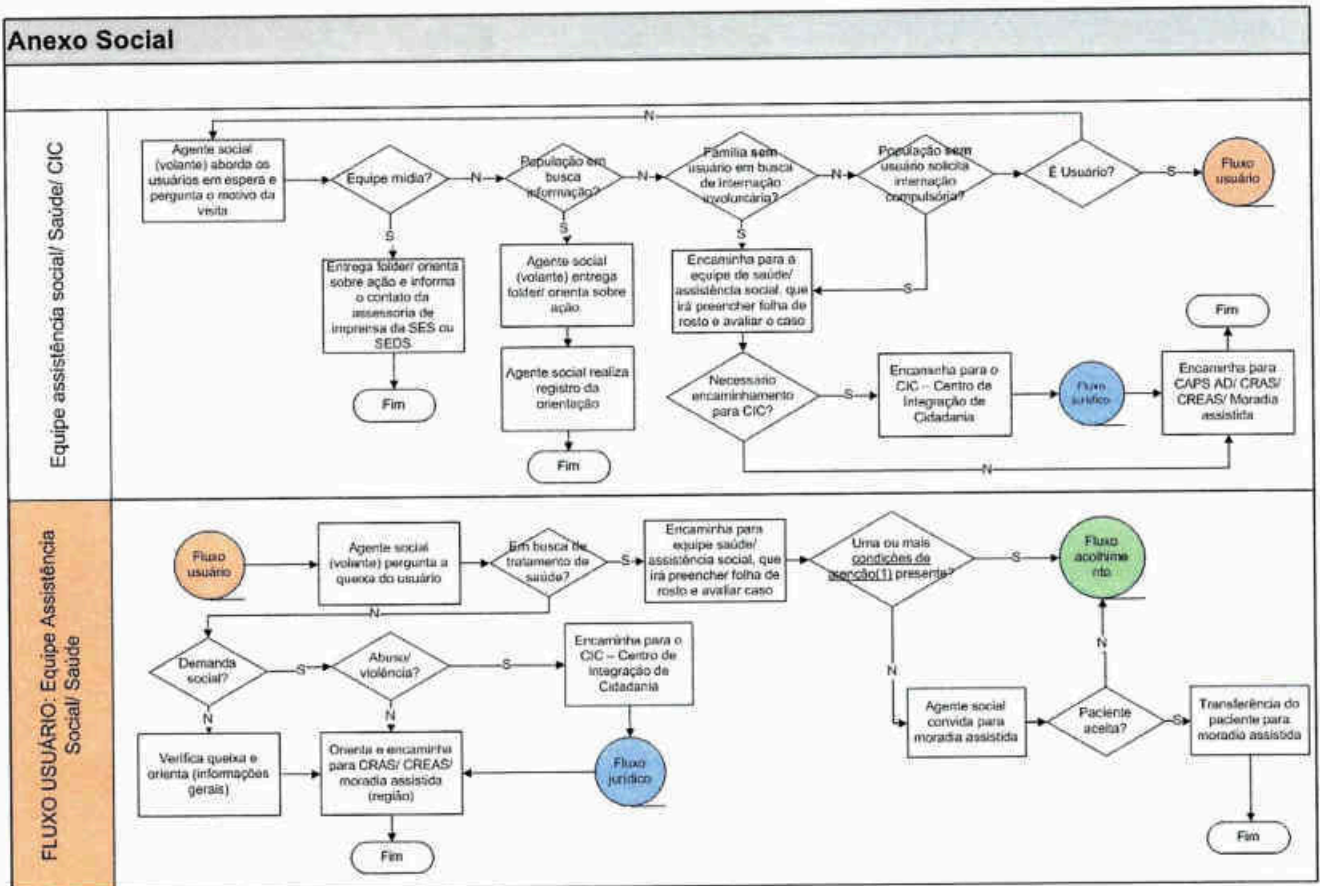 Anexo Social
Equipe assistência social/ Saúde/ CIC
Agente social
(volante) aborda os
usuários em espera e
pergunta o motivo da
visita
Equipe mídia?
N
População em
busca
informação?
N
Família sem
usuário em busca
de internação
involuntária?
N
População sem
usuário solicita
internação
compulsória?
É Usuário?
N
S
Fluxo
usuário
S
Entrega folder/ orienta
sobre ação e informa
o contato da
assessoria de
imprensa da SES ou
SEDS
Fim
S
Agente social
(volante) entrega
folder/ orienta sobre
ação.
Agente social realiza
registro da
orientação
Fim
S
Encaminha para a
equipe de saúde/
assistência social, que
irá preencher folha de
rosto e avaliar o caso
S
Necessário
encaminhamento
para CIC?
S
Encaminha para o
CIC – Centro de
Integração de
Cidadania
Fluxo
jurídico
Encaminha para
CAPS AD/ CRAS/
CREAS/ Moradia
assistida
Fim
N
FLUXO USUÁRIO: Equipe Assistência
Social/ Saúde
Fluxo
usuário
Agente social
(volante) pergunta a
queixa do usuário
Em busca de
tratamento de
saúde?
S
Encaminha para
equipe saúde/
assistência social, que
irá preencher folha de
rosto e avaliar caso
Uma ou mais
condições de
atenção(1) presente?
S
Fluxo
acolhime
nto
N
Demanda
social?
S
Abuso/
violência?
S
Encaminha para o
CIC – Centro de
Integração de
Cidadania
N
Verifica queixa e
orienta (informações
gerais)
N
Orienta e encaminha
para CRAS/ CREAS/
moradia assistida
(região)
Fluxo
jurídico
Fim
N
Agente social
convida para
moradia assistida
Paciente
aceita?
N
S
Transferência do
paciente para
moradia assistida
Fim